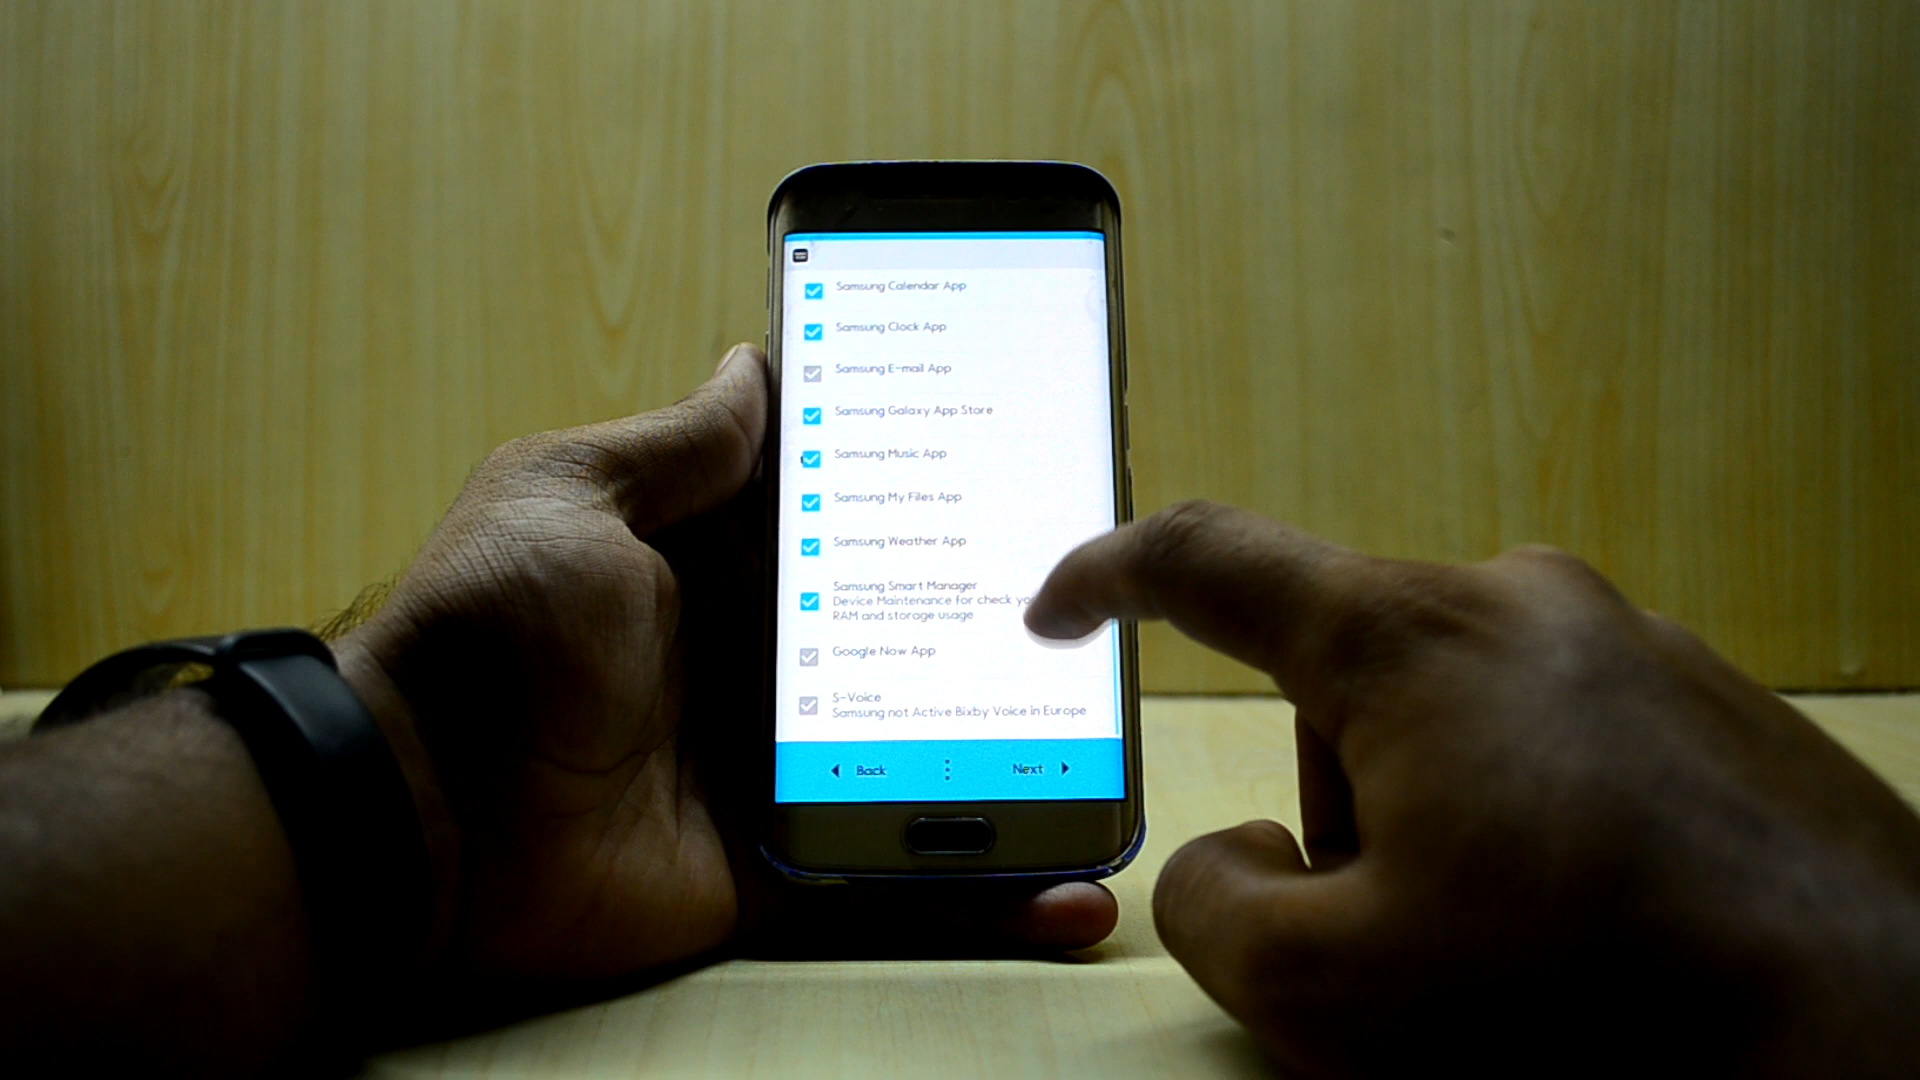 Samsung Calendar App
Samsung Clock App
Samsung E-mail App
Samsung Galaxy App Store
Samsung Music App
Samsung My Files App
Samsung Weather App
Samsung Smart Manager
Device Maintenance for check yo
RAM and storage usage
Google Now App
S-Voice
Samsung not Active Bixby Voice in Europe
Back
Next